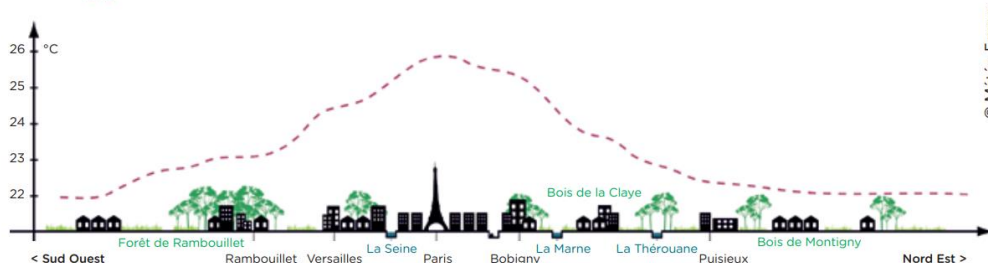 26 °C
25
24
23
22
Bois de la Claye
Forêt de Rambouillet
La Seine
La Marne
La Thérouane
Bois de Montigny
< Sud Ouest
Rambouillet
Versailles
Paris
Bobigny
Puisieux
Nord Est >